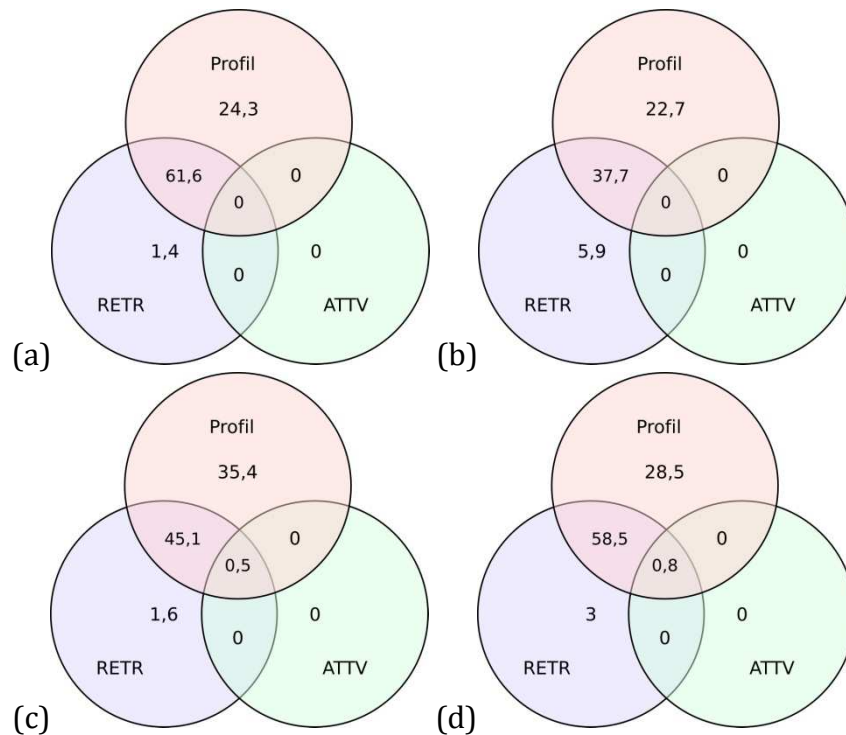 Profil
24,3
61,6
0
0
1,4
0
0
RETR
ATTV
(a)
Profil
22,7
37,7
0
0
5,9
0
0
RETR
ATTV
(b)
Profil
35,4
45,1
0
0,5
1,6
0
0
RETR
ATTV
(c)
Profil
28,5
58,5
0
0,8
3
0
0
RETR
ATTV
(d)